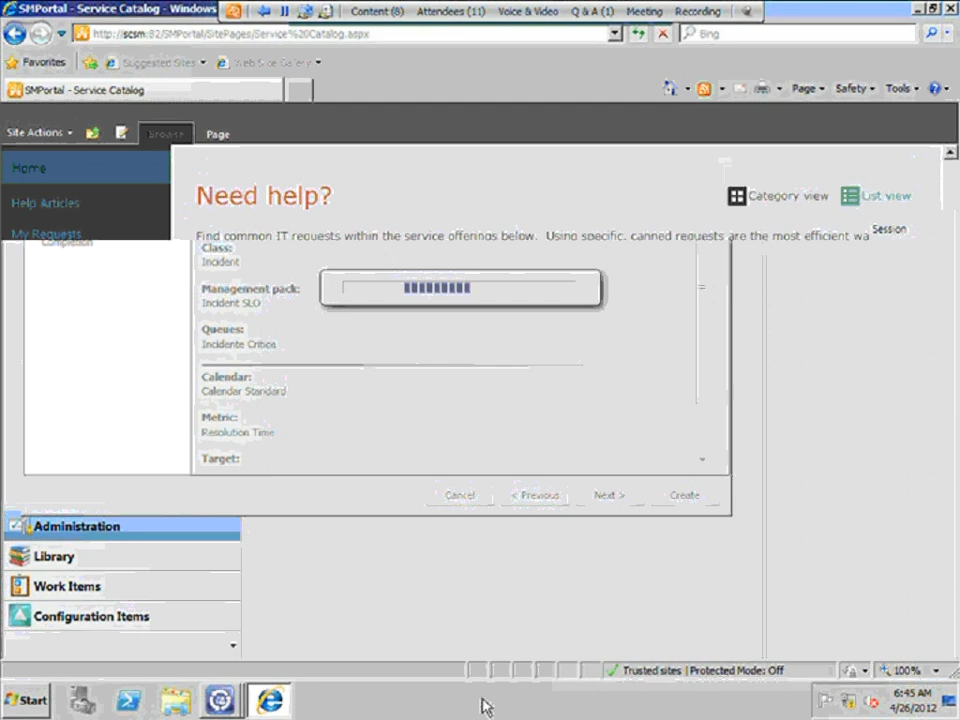 SMPortal - Service Catalog - Windows
Content (8) Attendees (11) Voice & Video Q & A (1) Meeting Recording
http://scsm:82/SMPortal/SitePages/Service%20Catalog.aspx
Bing
Favorites Suggested Sites Web Slice Gallery
SMPortal - Service Catalog
Page Safety Tools
Site Actions Browse Page
Home
Need help?
Category view List view
Help Articles
My Requests
Find common IT requests within the service offerings below. Using specific, canned requests are the most efficient wa
Session
Completion
Class:
Incident
Management pack:
Incident SLO
Queues:
Incidente Critice
Calendar:
Calendar Standard
Metric:
Resolution Time
Target:
Cancel < Previous Next > Create
Administration
Library
Work Items
Configuration Items
Trusted sites | Protected Mode: Off
100%
Start
6:45 AM
4/26/2012